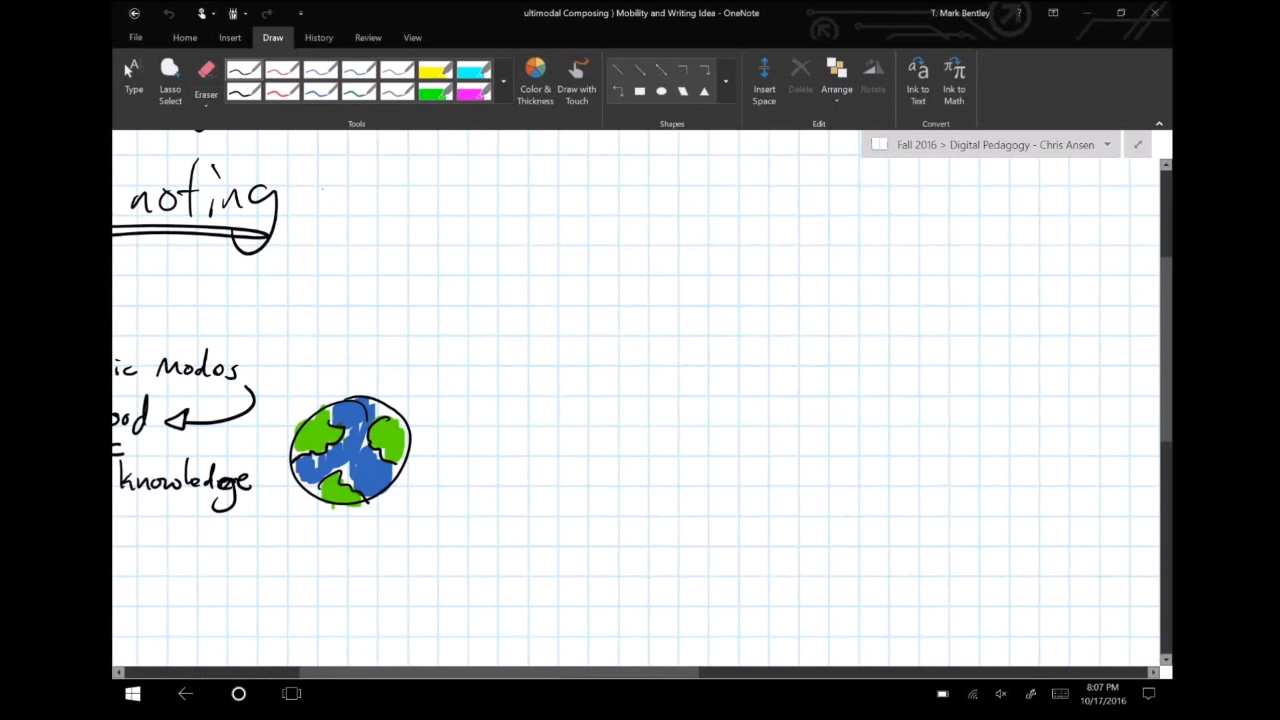 ultimodal Composing ) Mobility and Writing Idea - OneNote
T. Mark Bentley
?
File Home Insert Draw History Review View
Type
Lasso Select
Eraser
Color & Thickness
Draw with Touch
Insert Space
Delete
Arrange
Rotate
Ink to Text
Ink to Math
Tools Shapes Edit Convert
Fall 2016 > Digital Pedagogy - Chris Ansen
noting
ic Modos
ood
knowledge
8:07 PM
10/17/2016